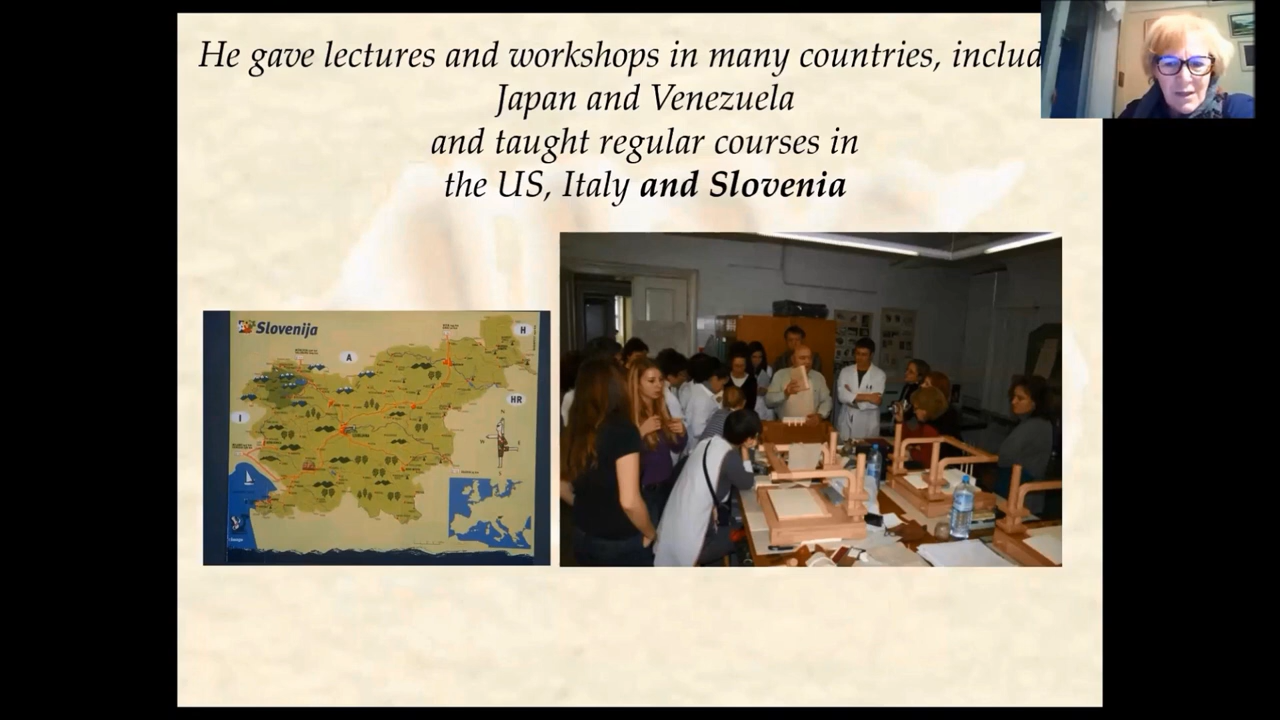 He gave lectures and workshops in many countries, includ
Japan and Venezuela
and taught regular courses in
the US, Italy and Slovenia
Slovenija
H
A
HR
I
N
W
S